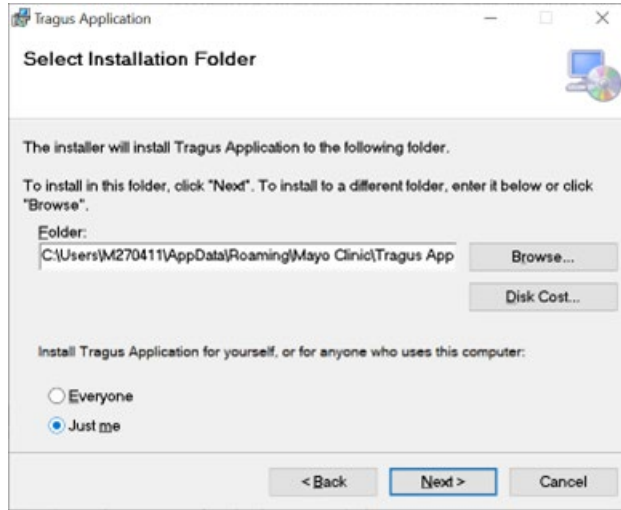 Tragus Application
Select Installation Folder
The installer will install Tragus Application to the following folder.
To install in this folder, click "Next". To install to a different folder, enter it below or click
"Browse".
Folder:
C:\Users\M270411\AppData\Roaming\Mayo Clinic\Tragus App
Browse...
Disk Cost...
Install Tragus Application for yourself, or for anyone who uses this computer:
Everyone
Just me
< Back
Next >
Cancel